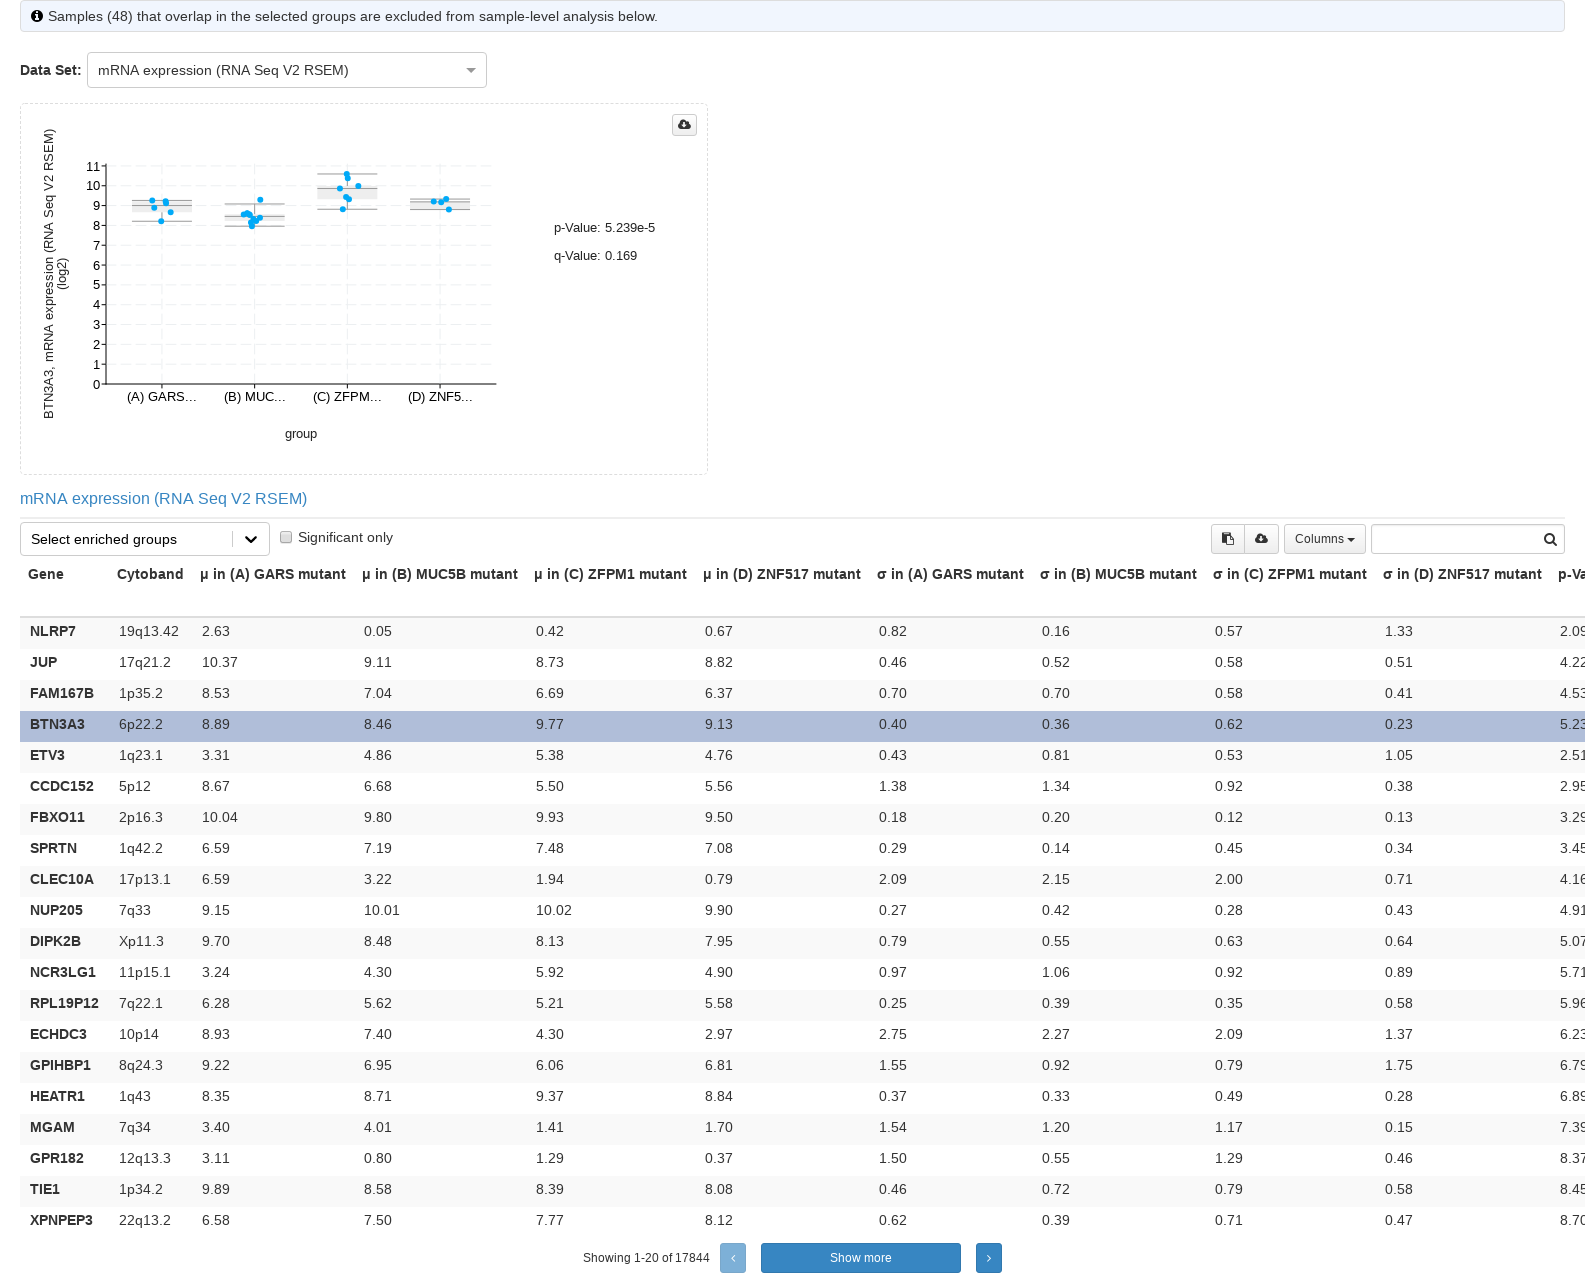 Samples (48) that overlap in the selected groups are excluded from sample-level analysis below.
Data Set: mRNA expression (RNA Seq V2 RSEM)
BTN3A3, mRNA expression (RNA Seq V2 RSEM)
(log2)
11
10
9
8
7
6
5
4
3
2
1
0
(A) GARS... (B) MUC... (C) ZFPM... (D) ZNF5...
group
p-Value: 5.239e-5
q-Value: 0.169
mRNA expression (RNA Seq V2 RSEM)
Select enriched groups Significant only Columns
Gene Cytoband μ in (A) GARS mutant μ in (B) MUC5B mutant μ in (C) ZFPM1 mutant μ in (D) ZNF517 mutant σ in (A) GARS mutant σ in (B) MUC5B mutant σ in (C) ZFPM1 mutant σ in (D) ZNF517 mutant p-Va
NLRP7 19q13.42 2.63 0.05 0.42 0.67 0.82 0.16 0.57 1.33 2.09
JUP 17q21.2 10.37 9.11 8.73 8.82 0.46 0.52 0.58 0.51 4.22
FAM167B 1p35.2 8.53 7.04 6.69 6.37 0.70 0.70 0.58 0.41 4.53
BTN3A3 6p22.2 8.89 8.46 9.77 9.13 0.40 0.36 0.62 0.23 5.23
ETV3 1q23.1 3.31 4.86 5.38 4.76 0.43 0.81 0.53 1.05 2.51
CCDC152 5p12 8.67 6.68 5.50 5.56 1.38 1.34 0.92 0.38 2.95
FBXO11 2p16.3 10.04 9.80 9.93 9.50 0.18 0.20 0.12 0.13 3.29
SPRTN 1q42.2 6.59 7.19 7.48 7.08 0.29 0.14 0.45 0.34 3.45
CLEC10A 17p13.1 6.59 3.22 1.94 0.79 2.09 2.15 2.00 0.71 4.16
NUP205 7q33 9.15 10.01 10.02 9.90 0.27 0.42 0.28 0.43 4.91
DIPK2B Xp11.3 9.70 8.48 8.13 7.95 0.79 0.55 0.63 0.64 5.07
NCR3LG1 11p15.1 3.24 4.30 5.92 4.90 0.97 1.06 0.92 0.89 5.71
RPL19P12 7q22.1 6.28 5.62 5.21 5.58 0.25 0.39 0.35 0.58 5.96
ECHDC3 10p14 8.93 7.40 4.30 2.97 2.75 2.27 2.09 1.37 6.23
GPIHBP1 8q24.3 9.22 6.95 6.06 6.81 1.55 0.92 0.79 1.75 6.79
HEATR1 1q43 8.35 8.71 9.37 8.84 0.37 0.33 0.49 0.28 6.89
MGAM 7q34 3.40 4.01 1.41 1.70 1.54 1.20 1.17 0.15 7.39
GPR182 12q13.3 3.11 0.80 1.29 0.37 1.50 0.55 1.29 0.46 8.37
TIE1 1p34.2 9.89 8.58 8.39 8.08 0.46 0.72 0.79 0.58 8.45
XPNPEP3 22q13.2 6.58 7.50 7.77 8.12 0.62 0.39 0.71 0.47 8.70
Showing 1-20 of 17844 ‹ Show more ›